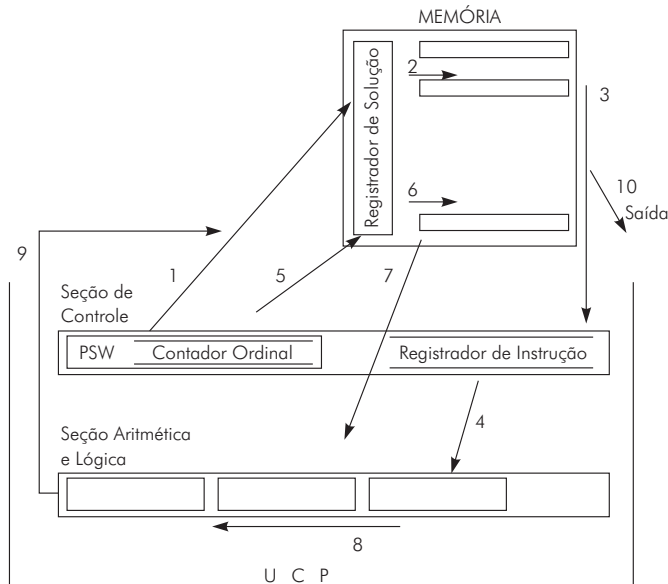 MEMÓRIA
Registrador de Solução
2
3
6
10
Saída
9
1
5
7
Seção de
Controle
PSW
Contador Ordinal
Registrador de Instrução
4
Seção Aritmética
e Lógica
8
U C P